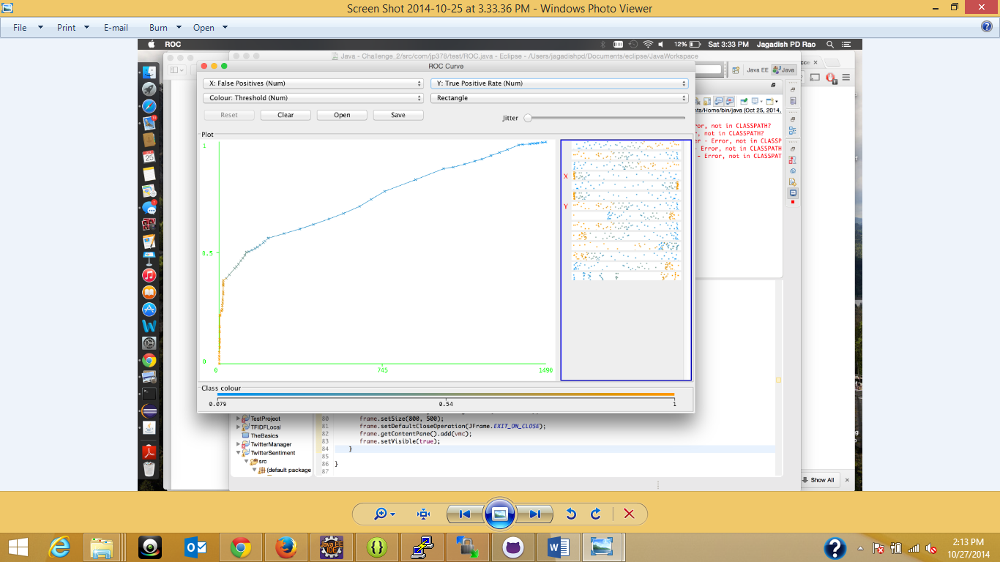 Screen Shot 2014-10-25 at 3.33.36 PM - Windows Photo Viewer
File Print E-mail Burn Open
ROC 12% Sat 3:33 PM Jagadish PD Rao
Java - Challenge_2/src/com/jp378/test/ROC.java - Eclipse - /Users/jagadishpd/Documents/eclipse/JavaWorkspace
ROC Curve
Java EE Java
X: False Positives (Num) Y: True Positive Rate (Num)
Colour: Threshold (Num) Rectangle
Reset Clear Open Save Jitter
nts/Home/bin/java (Oct 25, 2014,
ror, not in CLASSPATH?
, not in CLASSPATH?
er - Error, not in CLASSP
- Error, not in CLASSPATH
- Error, not in CLASSPAT
Plot
1
0.5
0
0 745 1490
X
Y
Class colour
0.079 0.54 1
TestProject
TFIDFLocal
TheBasics
TwitterManager
TwitterSentiment
src
(default package
80 frame.setSize(800, 500);
81 frame.setDefaultCloseOperation(JFrame.EXIT_ON_CLOSE);
82 frame.getContentPane().add(vmc);
83 frame.setVisible(true);
84 }
85
86 }
87
Show All
2:13 PM
10/27/2014